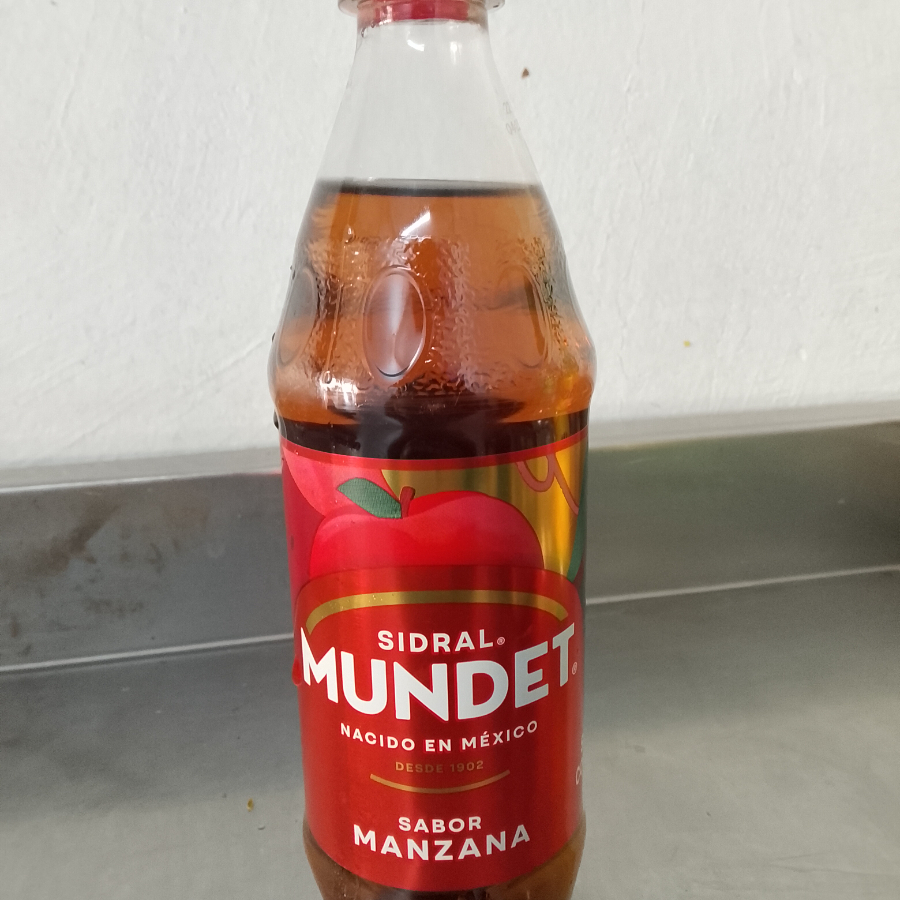 SIDRAL®
MUNDET®
NACIDO EN MÉXICO
DESDE 1902
SABOR
MANZANA